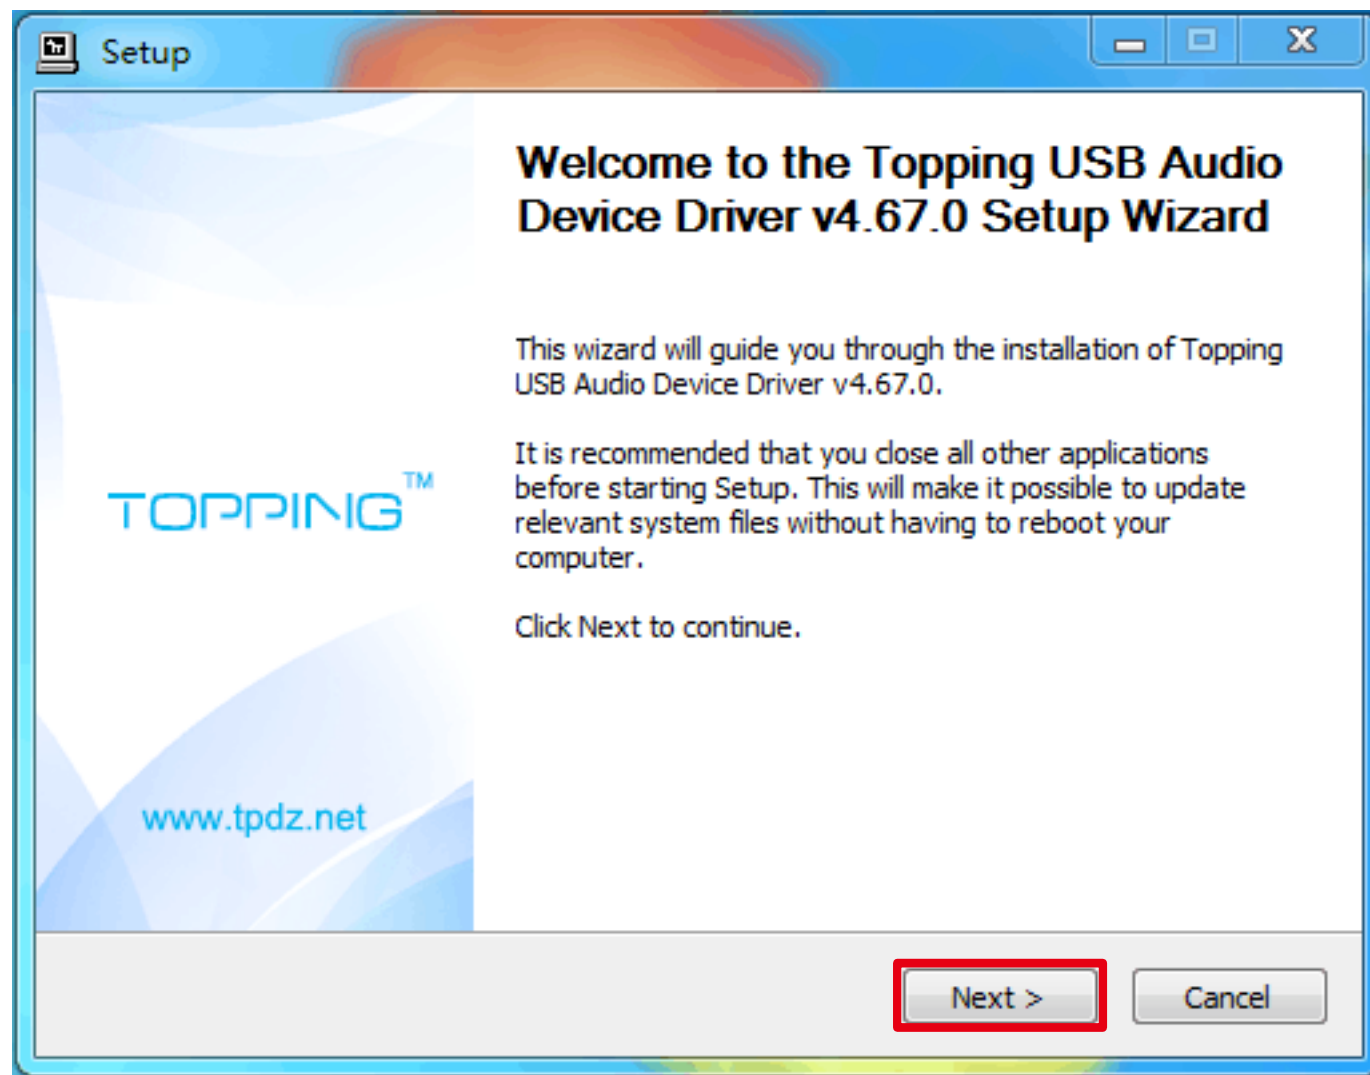 Setup
Welcome to the Topping USB Audio
Device Driver v4.67.0 Setup Wizard
This wizard will guide you through the installation of Topping
USB Audio Device Driver v4.67.0.
It is recommended that you close all other applications
before starting Setup. This will make it possible to update
relevant system files without having to reboot your
computer.
Click Next to continue.
TOPPING™
www.tpdz.net
Next >
Cancel